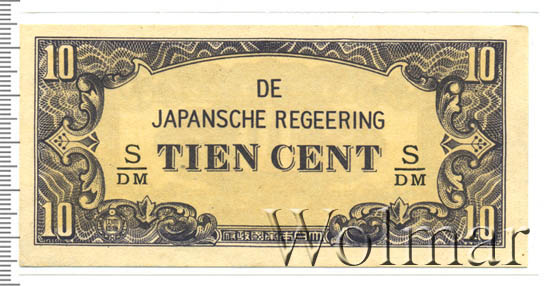 10 10
DE
JAPANSCHE REGEERING
S/DM TIEN CENT S/DM
10 10
Wolmar